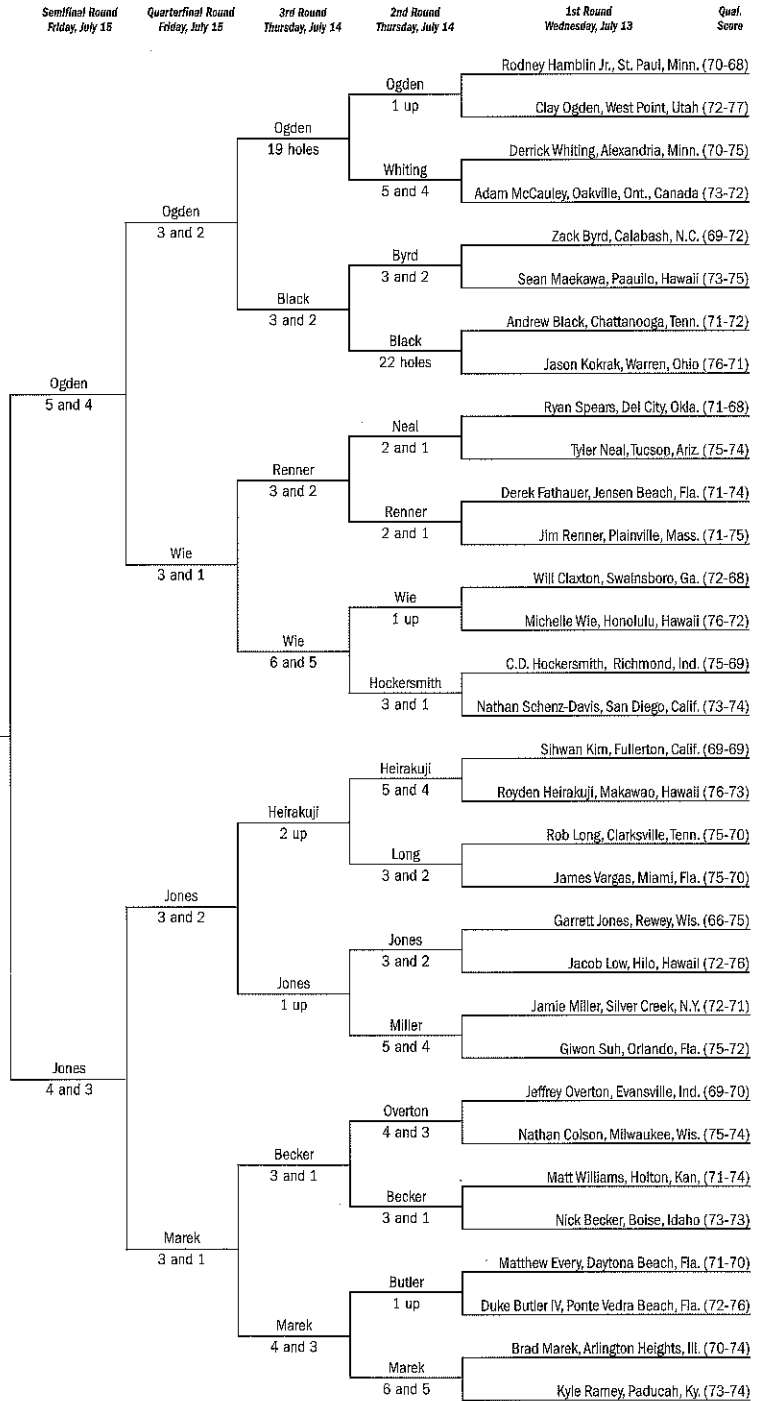 Semifinal Round
Friday, July 15
Quarterfinal Round
Friday, July 15
3rd Round
Thursday, July 14
2nd Round
Thursday, July 14
1st Round
Wednesday, July 13
Qual.
Score
Rodney Hamblin Jr., St. Paul, Minn. (70-68)
Ogden
1 up
Clay Ogden, West Point, Utah (72-77)
Ogden
19 holes
Derrick Whiting, Alexandria, Minn. (70-75)
Whiting
5 and 4
Adam McCauley, Oakville, Ont., Canada (73-72)
Ogden
3 and 2
Zack Byrd, Calabash, N.C. (69-72)
Byrd
3 and 2
Sean Maekawa, Paauilo, Hawaii (73-75)
Black
3 and 2
Andrew Black, Chattanooga, Tenn. (71-72)
Black
22 holes
Jason Kokrak, Warren, Ohio (76-71)
Ogden
5 and 4
Ryan Spears, Del City, Okla. (71-68)
Neal
2 and 1
Tyler Neal, Tucson, Ariz. (75-74)
Renner
3 and 2
Derek Fathauer, Jensen Beach, Fla. (71-74)
Renner
2 and 1
Jim Renner, Plainville, Mass. (71-75)
Wie
3 and 1
Will Claxton, Swainsboro, Ga. (72-68)
Wie
1 up
Michelle Wie, Honolulu, Hawaii (76-72)
Wie
6 and 5
C.D. Hockersmith, Richmond, Ind. (75-69)
Hockersmith
3 and 1
Nathan Schenz-Davis, San Diego, Calif. (73-74)
Sihwan Kim, Fullerton, Calif. (69-69)
Heirakuji
5 and 4
Royden Heirakuji, Makawao, Hawaii (76-73)
Heirakuji
2 up
Rob Long, Clarksville, Tenn. (75-70)
Long
3 and 2
James Vargas, Miami, Fla. (75-70)
Jones
3 and 2
Garrett Jones, Rewey, Wis. (66-75)
Jones
3 and 2
Jacob Low, Hilo, Hawaii (72-76)
Jones
1 up
Jamie Miller, Silver Creek, N.Y. (72-71)
Miller
5 and 4
Giwon Suh, Orlando, Fla. (75-72)
Jones
4 and 3
Jeffrey Overton, Evansville, Ind. (69-70)
Overton
4 and 3
Nathan Colson, Milwaukee, Wis. (75-74)
Becker
3 and 1
Matt Williams, Holton, Kan, (71-74)
Becker
3 and 1
Nick Becker, Boise, Idaho (73-73)
Marek
3 and 1
Matthew Every, Daytona Beach, Fla. (71-70)
Butler
1 up
Duke Butler IV, Ponte Vedra Beach, Fla. (72-76)
Marek
4 and 3
Brad Marek, Arlington Heights, Ill. (70-74)
Marek
6 and 5
Kyle Ramey, Paducah, Ky. (73-74)